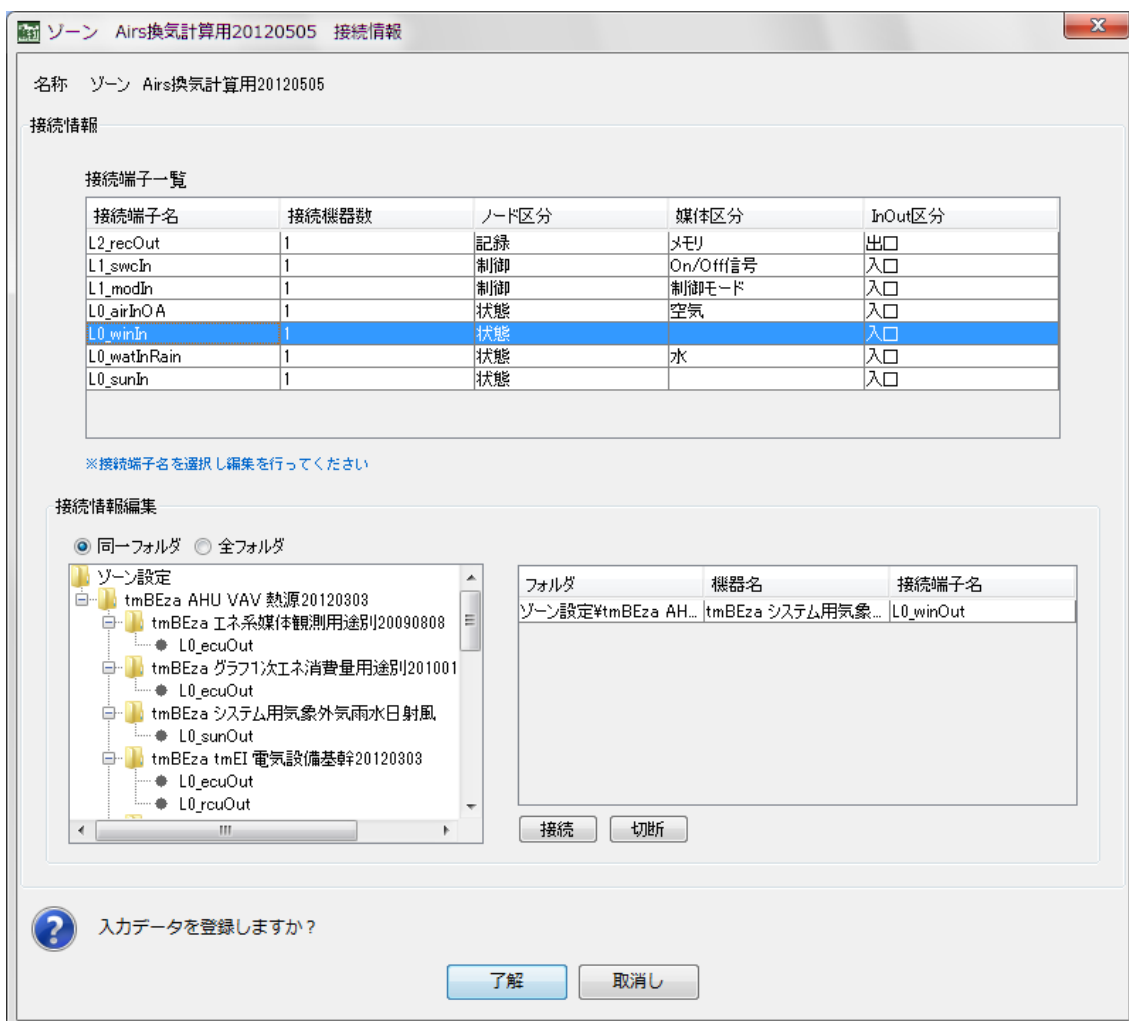 BEST ゾーン Airs換気計算用20120505 接続情報
名称 ゾーン Airs換気計算用20120505
接続情報
接続端子一覧
接続端子名 接続機器数 ノード区分 媒体区分 InOut区分
L2_recOut 1 記録 メモリ 出口
L1_swcIn 1 制御 On/Off信号 入口
L1_modIn 1 制御 制御モード 入口
L0_airInOA 1 状態 空気 入口
L0_winIn 1 状態 入口
L0_watInRain 1 状態 水 入口
L0_sunIn 1 状態 入口
※接続端子名を選択し編集を行ってください
接続情報編集
同一フォルダ 全フォルダ
ゾーン設定
tmBEza AHU VAV 熱源20120303
tmBEza エネ系媒体観測用途別20090808
L0_ecuOut
tmBEza グラフ1次エネ消費量用途別201001
L0_ecuOut
tmBEza システム用気象外気雨水日射風
L0_sunOut
tmBEza tmEI 電気設備基幹20120303
L0_ecuOut
L0_rcuOut
フォルダ 機器名 接続端子名
ゾーン設定¥tmBEza AH... tmBEza システム用気象... L0_winOut
接続 切断
入力データを登録しますか？
了解 取消し